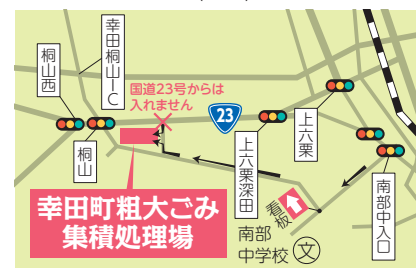 桐山西
幸田桐山IC
国道23号からは
入れません
23
桐山
上六栗
上六栗深田
南部中入口
看板
幸田町粗大ごみ
集積処理場
南部
中学校
文